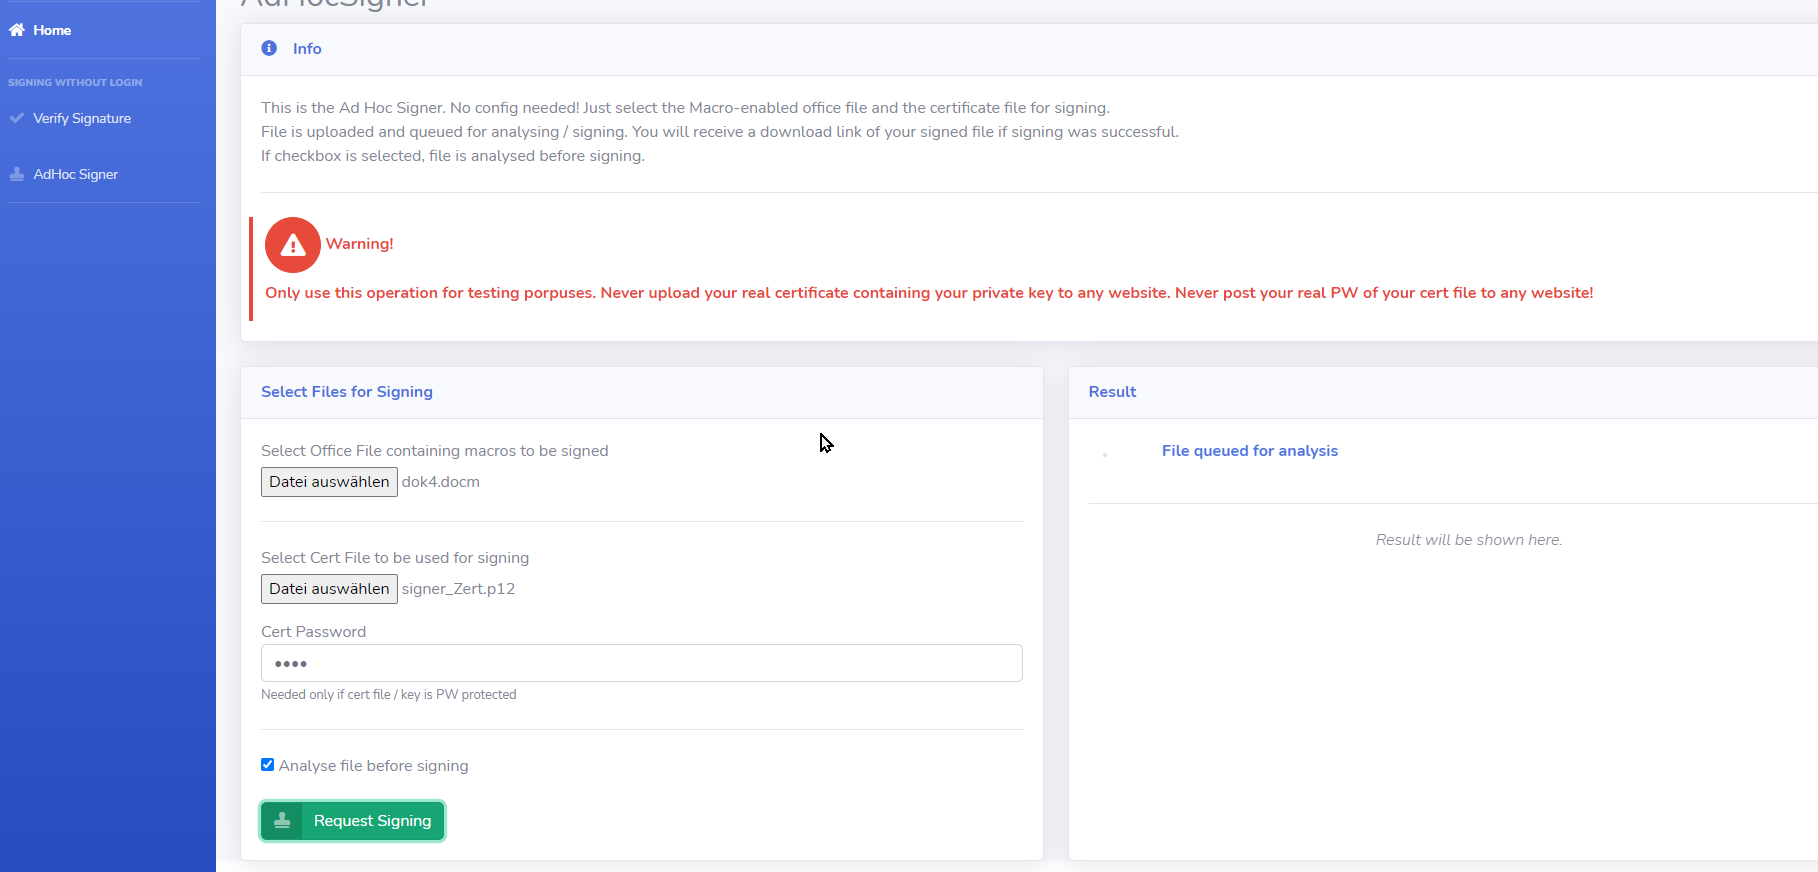 AdHocSigner
Home
SIGNING WITHOUT LOGIN
Verify Signature
AdHoc Signer
Info
This is the Ad Hoc Signer. No config needed! Just select the Macro-enabled office file and the certificate file for signing.
File is uploaded and queued for analysing / signing. You will receive a download link of your signed file if signing was successful.
If checkbox is selected, file is analysed before signing.
Warning!
Only use this operation for testing porpuses. Never upload your real certificate containing your private key to any website. Never post your real PW of your cert file to any website!
Select Files for Signing
Select Office File containing macros to be signed
Datei auswählen dok4.docm
Select Cert File to be used for signing
Datei auswählen signer_Zert.p12
Cert Password
••••
Needed only if cert file / key is PW protected
Analyse file before signing
Request Signing
Result
File queued for analysis
Result will be shown here.